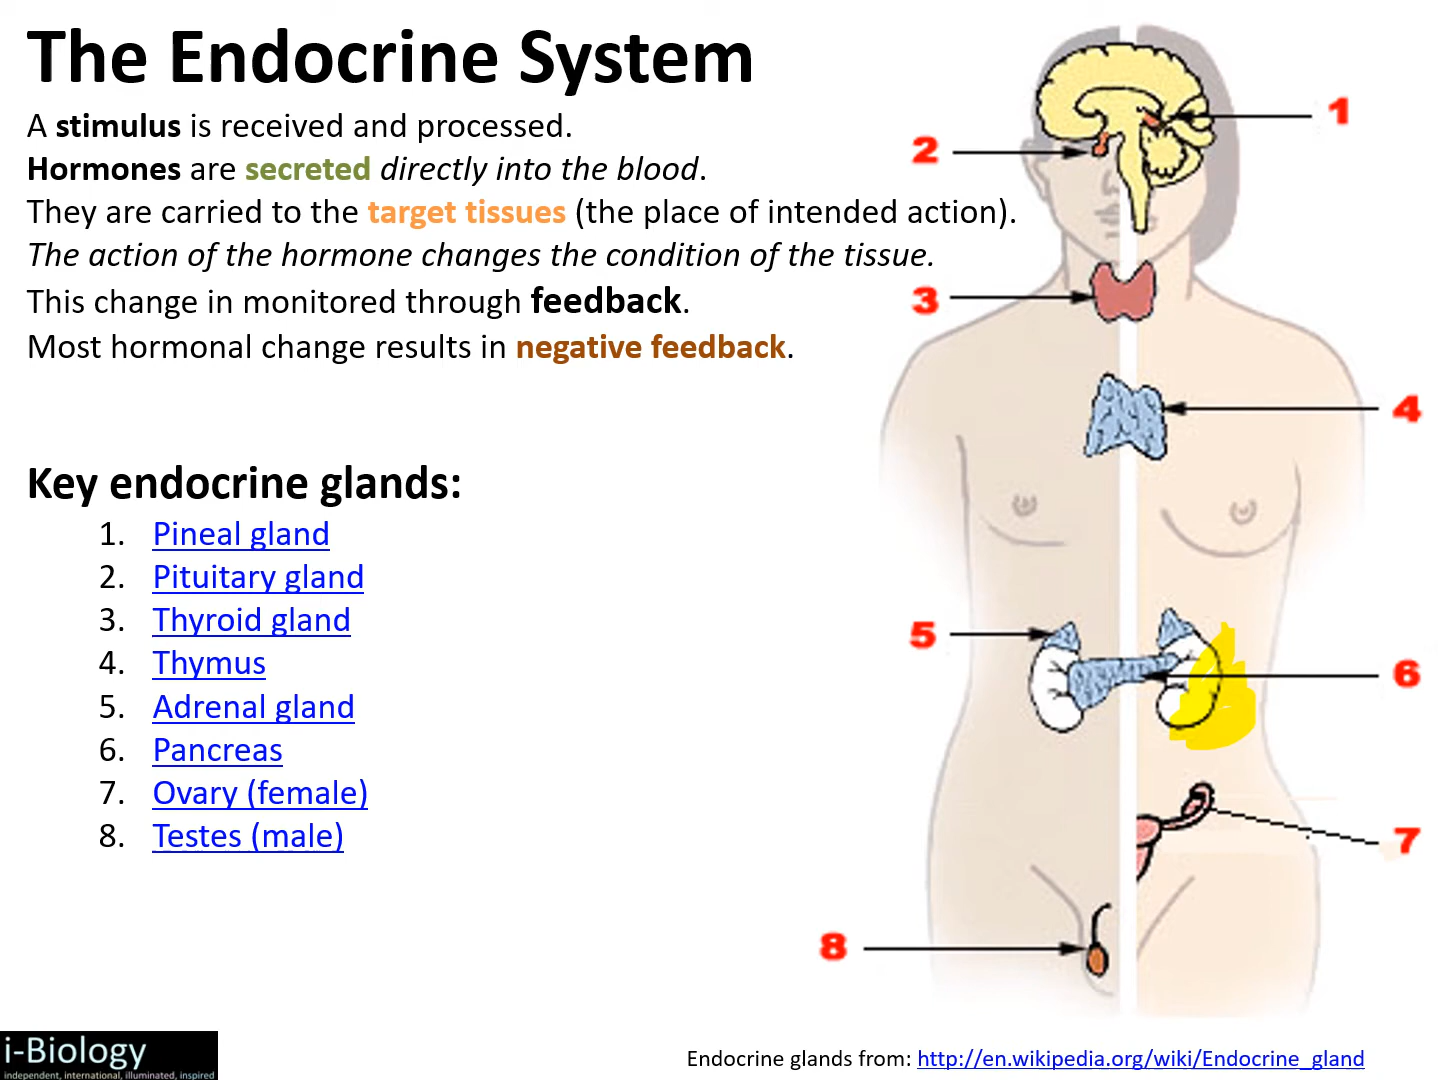 The Endocrine System
A stimulus is received and processed.
Hormones are secreted directly into the blood.
They are carried to the target tissues (the place of intended action).
The action of the hormone changes the condition of the tissue.
This change in monitored through feedback.
Most hormonal change results in negative feedback.
Key endocrine glands:
1. Pineal gland
2. Pituitary gland
3. Thyroid gland
4. Thymus
5. Adrenal gland
6. Pancreas
7. Ovary (female)
8. Testes (male)
1
2
3
4
5
6
7
8
i-Biology
independent, international, illuminated, inspired
Endocrine glands from: http://en.wikipedia.org/wiki/Endocrine_gland